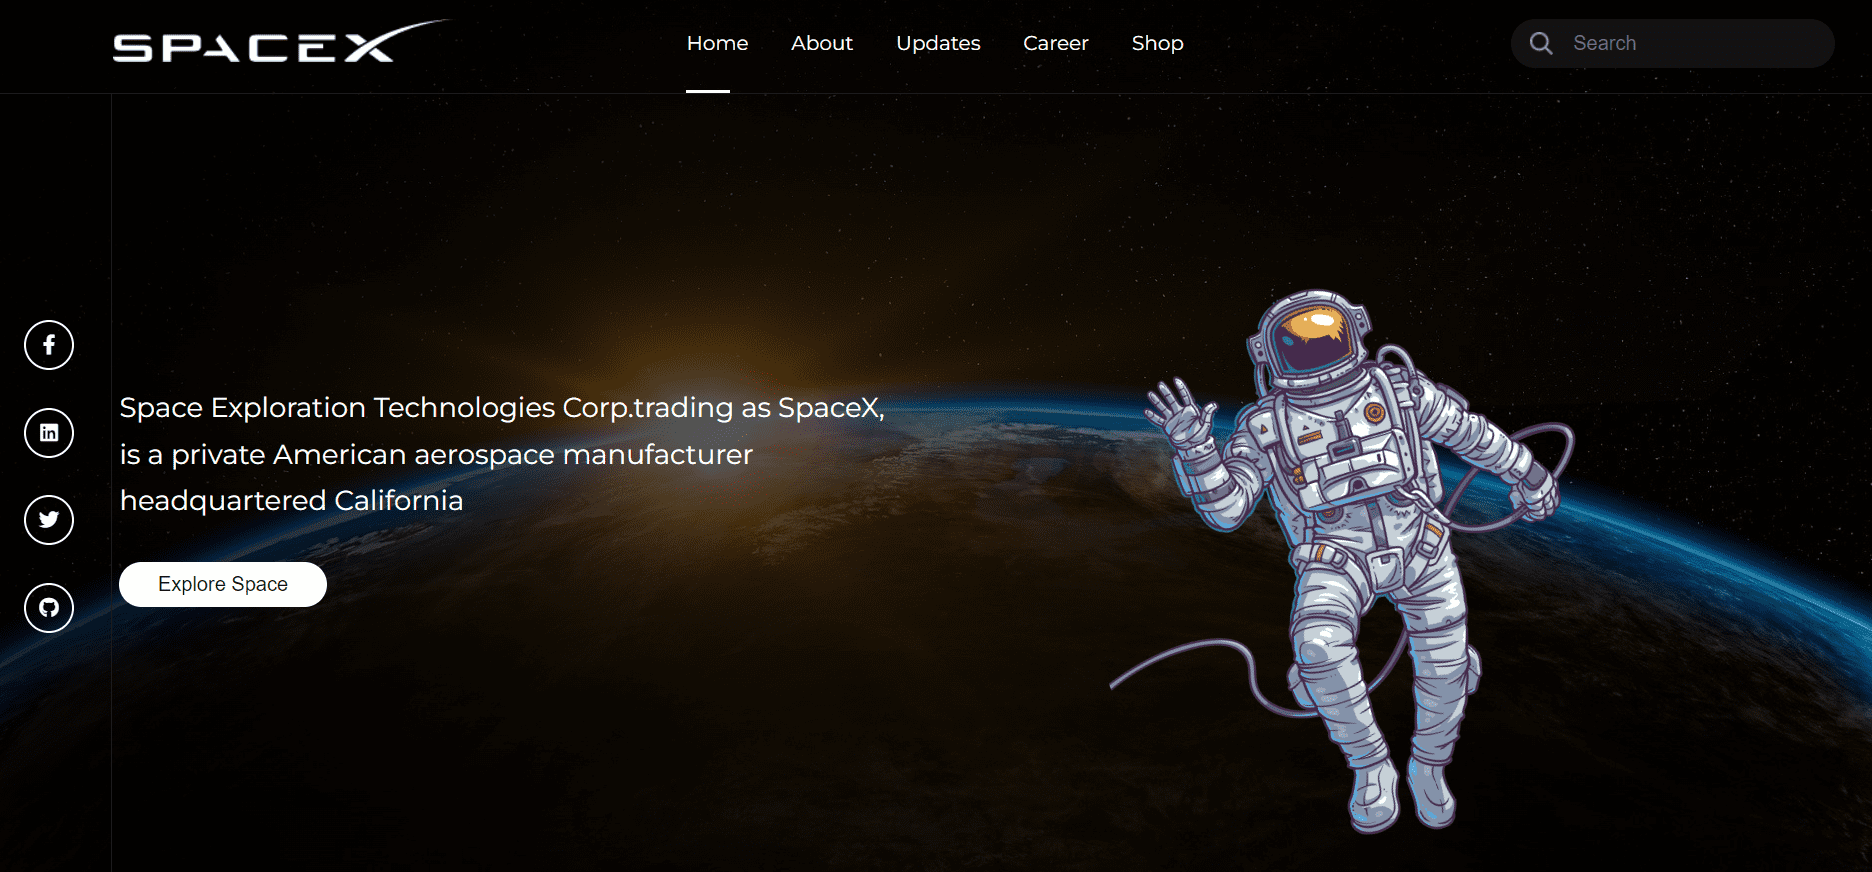 SPACEX
Home About Updates Career Shop
Search
Space Exploration Technologies Corp.trading as SpaceX,
is a private American aerospace manufacturer
headquartered California
Explore Space